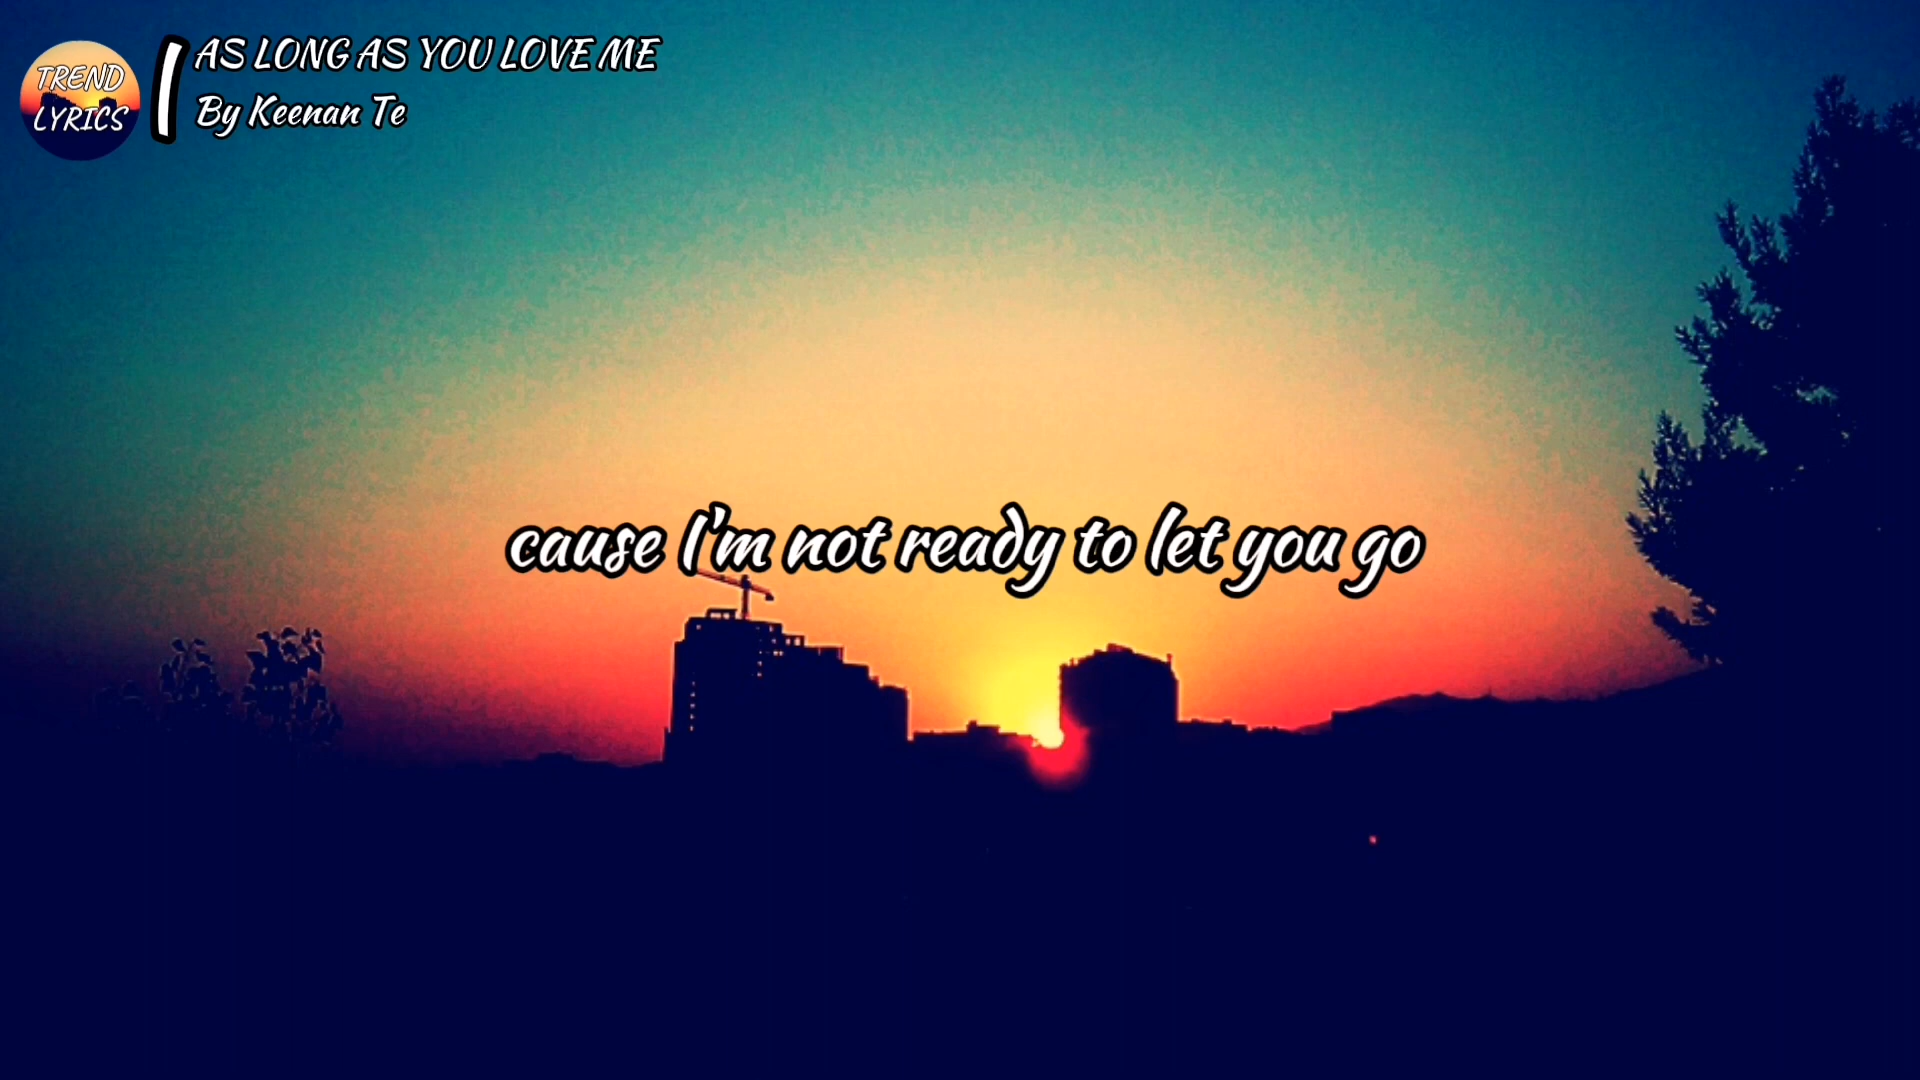 TREND
LYRICS
AS LONG AS YOU LOVE ME
By Keenan Te
cause I'm not ready to let you go